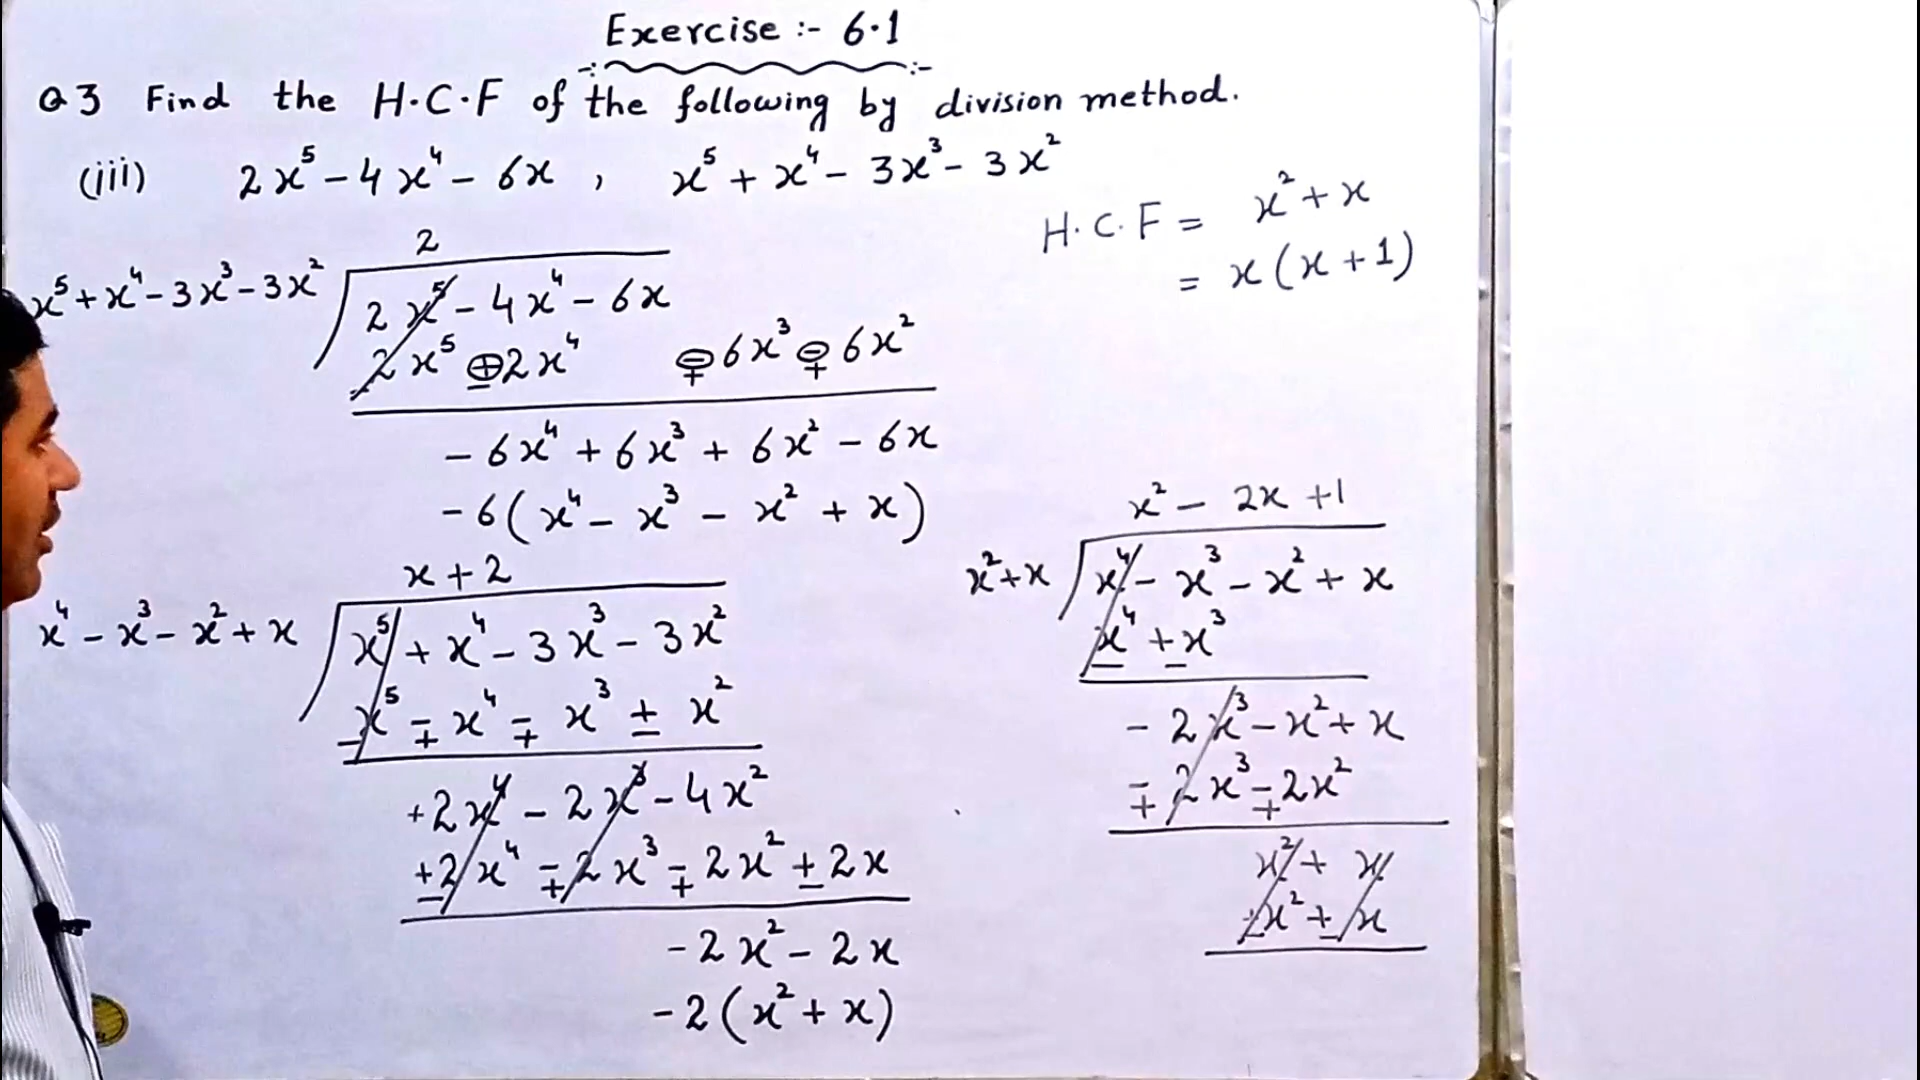 Exercise :- 6.1
Q3 Find the H.C.F of the following by division method.
(iii) 2x⁵ - 4x⁴ - 6x , x⁵ + x⁴ - 3x³ - 3x²
H.C.F = x² + x
= x(x + 1)
2
x⁵ + x⁴ - 3x³ - 3x² 2x⁵ - 4x⁴ - 6x
2x⁵ ⊕ 2x⁴ ⊖ 6x³ ⊖ 6x²
- + +
- 6x⁴ + 6x³ + 6x² - 6x
- 6(x⁴ - x³ - x² + x)
x + 2
x⁴ - x³ - x² + x x⁵ + x⁴ - 3x³ - 3x²
-x⁵ ∓ x⁴ ∓ x³ ± x²
+2x⁴ - 2x³ - 4x²
±2x⁴ ∓ 2x³ ∓ 2x² ± 2x
- 2x² - 2x
- 2(x² + x)
x² - 2x + 1
x² + x x⁴ - x³ - x² + x
x⁴ + x³
- -
- 2x³ - x² + x
∓ 2x³ ∓ 2x²
x² + x
±x² ± x